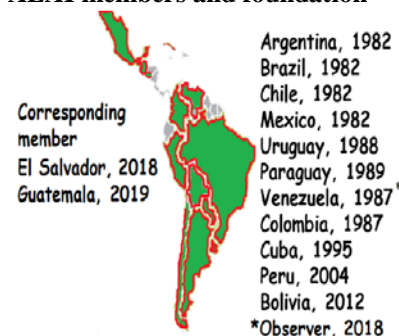 ALAT members and foundation
Corresponding
member
El Salvador, 2018
Guatemala, 2019
Argentina, 1982
Brazil, 1982
Chile, 1982
Mexico, 1982
Uruguay, 1988
Paraguay, 1989
Venezuela, 1987*
Colombia, 1987
Cuba, 1995
Peru, 2004
Bolivia, 2012
*Observer, 2018